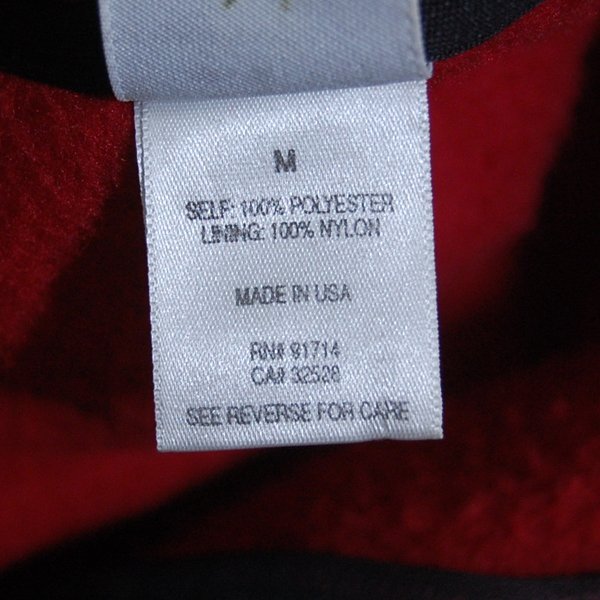 M
SELF: 100% POLYESTER
LINING: 100% NYLON
MADE IN USA
RN# 91714
CA# 32528
SEE REVERSE FOR CARE